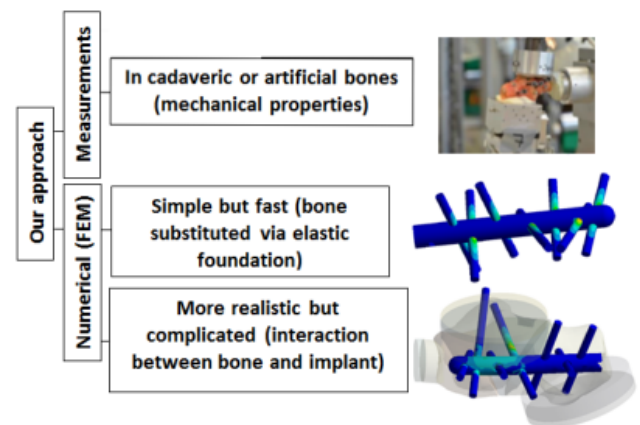 Our approach
Measurements
In cadaveric or artificial bones
(mechanical properties)
Numerical (FEM)
Simple but fast (bone
substituted via elastic
foundation)
More realistic but
complicated (interaction
between bone and implant)